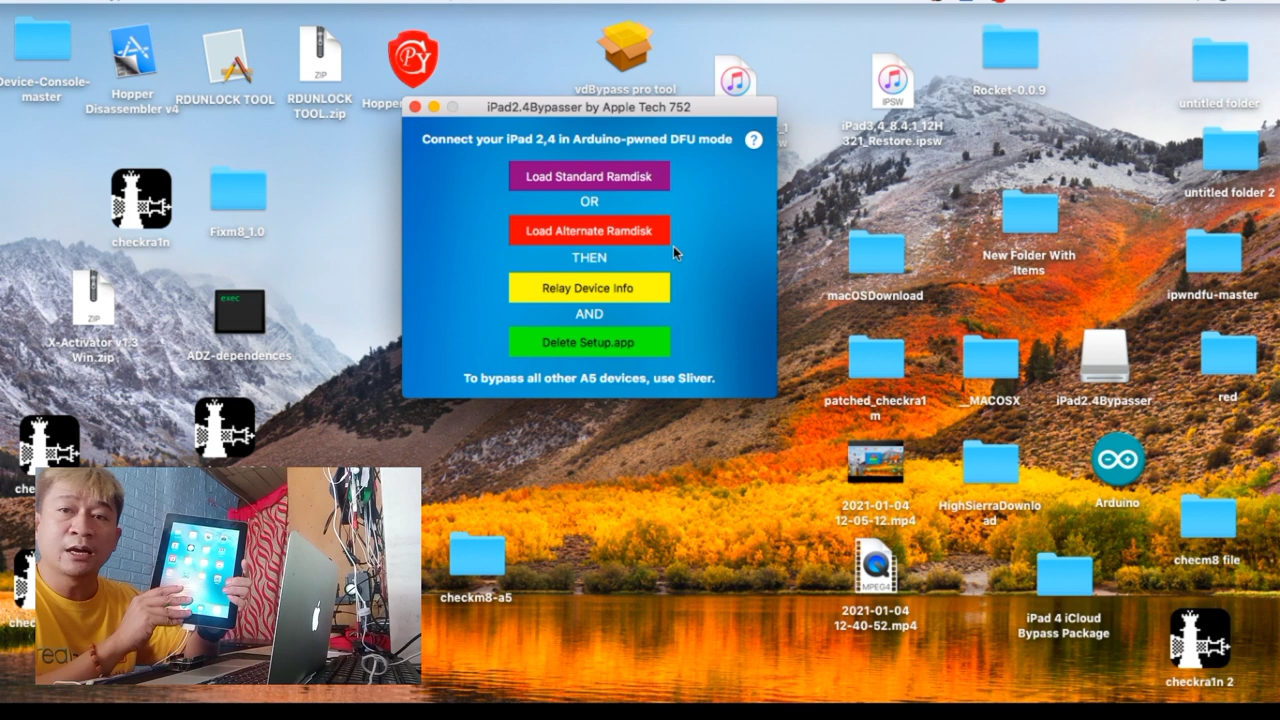 Device-Console-
master
Hopper
Disassembler v4
RDUNLOCK TOOL
ZIP
RDUNLOCK
TOOL.zip
Hopper
vdBypass pro tool
IPSW
iPad3,4_8.4.1_12H
321_Restore.ipsw
Rocket-0.0.9
untitled folder
iPad2.4Bypasser by Apple Tech 752
Connect your iPad 2,4 in Arduino-pwned DFU mode
?
Load Standard Ramdisk
OR
Load Alternate Ramdisk
THEN
Relay Device Info
AND
Delete Setup.app
To bypass all other A5 devices, use Sliver.
checkra1n
Fixm8_1.0
untitled folder 2
New Folder With
Items
macOSDownload
ipwndfu-master
ZIP
X-Activator v1.3
Win.zip
exec
ADZ-dependences
patched_checkra1
n
__MACOSX
iPad2.4Bypasser
red
2021-01-04
12-05-12.mp4
HighSierraDownlo
ad
Arduino
checm8 file
checkm8-a5
MPEG4
2021-01-04
12-40-52.mp4
iPad 4 iCloud
Bypass Package
checkra1n 2